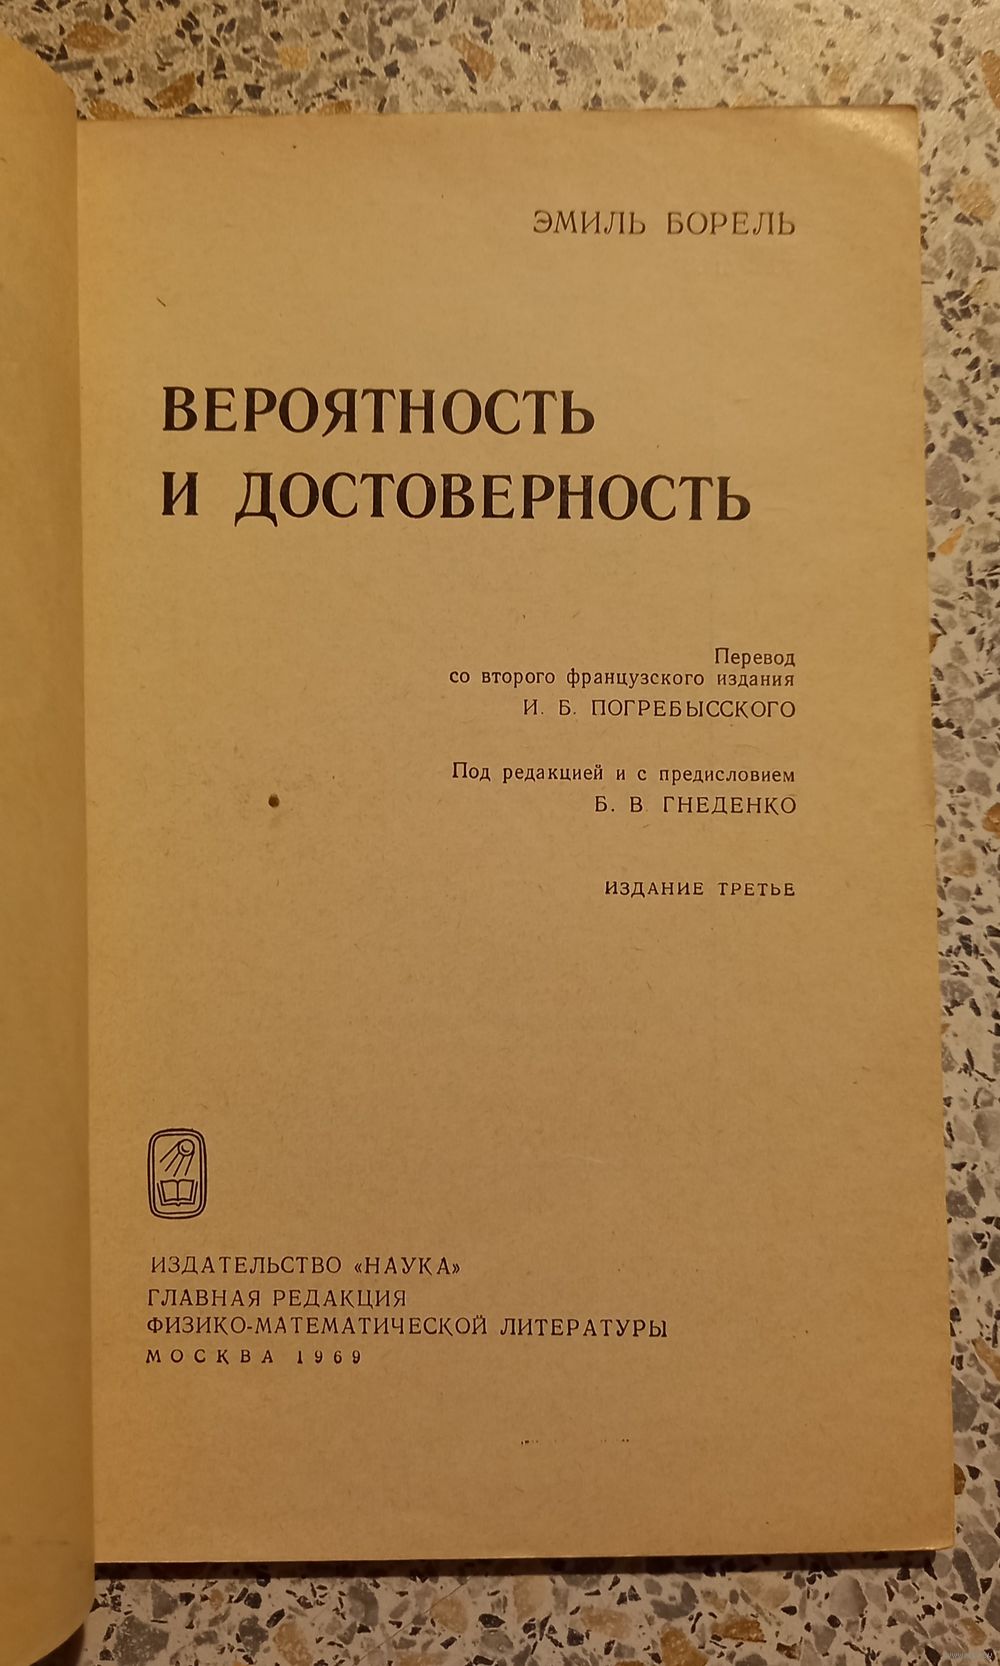 ЭМИЛЬ БОРЕЛЬ
ВЕРОЯТНОСТЬ
И ДОСТОВЕРНОСТЬ
Перевод
со второго французского издания
И. Б. ПОГРЕБЫССКОГО
Под редакцией и с предисловием
Б. В. ГНЕДЕНКО
ИЗДАНИЕ ТРЕТЬЕ
ИЗДАТЕЛЬСТВО «НАУКА»
ГЛАВНАЯ РЕДАКЦИЯ
ФИЗИКО-МАТЕМАТИЧЕСКОЙ ЛИТЕРАТУРЫ
МОСКВА 1969